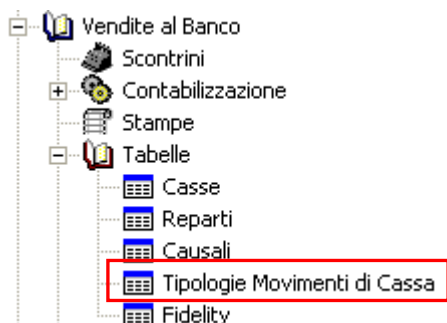 Vendite al Banco
Scontrini
Contabilizzazione
Stampe
Tabelle
Casse
Reparti
Causali
Tipologie Movimenti di Cassa
Fidelity